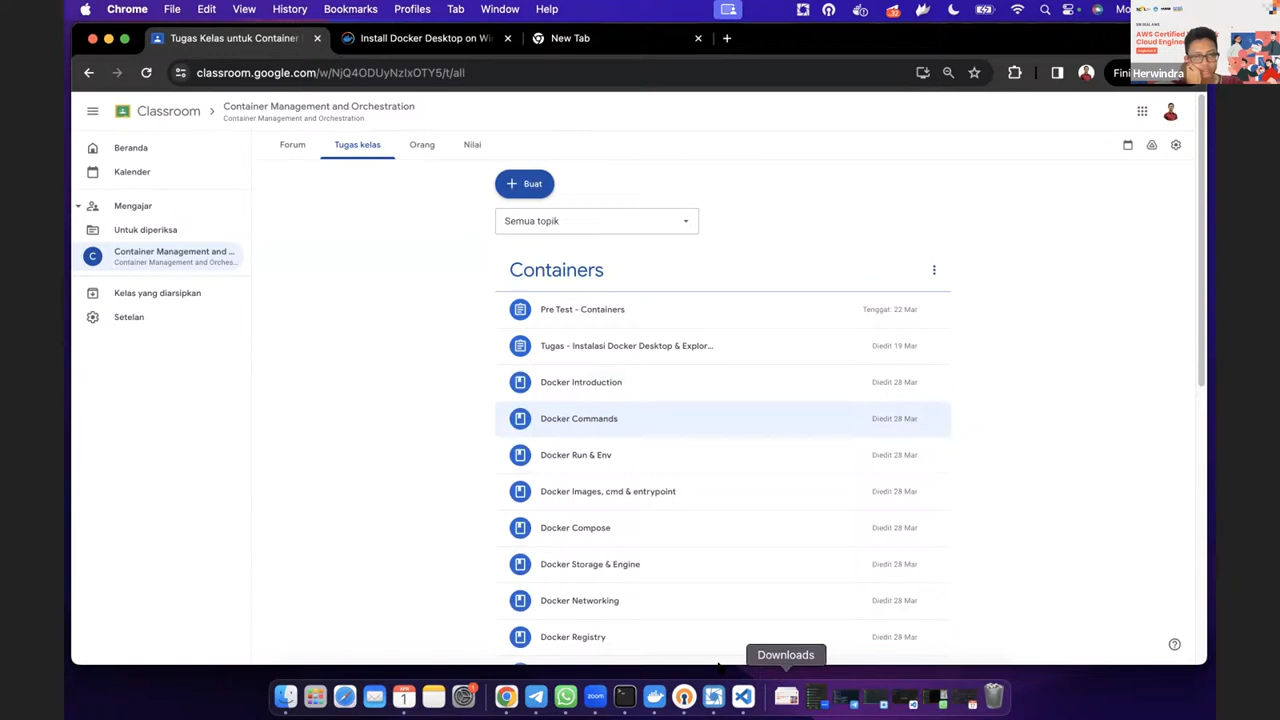 Chrome File Edit View History Bookmarks Profiles Tab Window Help
Tugas Kelas untuk Container
Install Docker Desktop on Wi
New Tab
classroom.google.com/w/NjQ4ODUyNzIxOTY5/t/all
Fini
Herwindra
AWS Certified
Cloud Engine
Classroom
Container Management and Orchestration
Container Management and Orchestration
Beranda
Kalender
Mengajar
Untuk diperiksa
C
Container Management and ...
Container Management and Orches...
Kelas yang diarsipkan
Setelan
Forum
Tugas kelas
Orang
Nilai
Buat
Semua topik
Containers
Pre Test - Containers
Tenggat: 22 Mar
Tugas - Instalasi Docker Desktop & Explor...
Diedit 19 Mar
Docker Introduction
Diedit 28 Mar
Docker Commands
Diedit 28 Mar
Docker Run & Env
Diedit 28 Mar
Docker Images, cmd & entrypoint
Diedit 28 Mar
Docker Compose
Diedit 28 Mar
Docker Storage & Engine
Diedit 28 Mar
Docker Networking
Diedit 28 Mar
Docker Registry
Diedit 28 Mar
Downloads
zoom